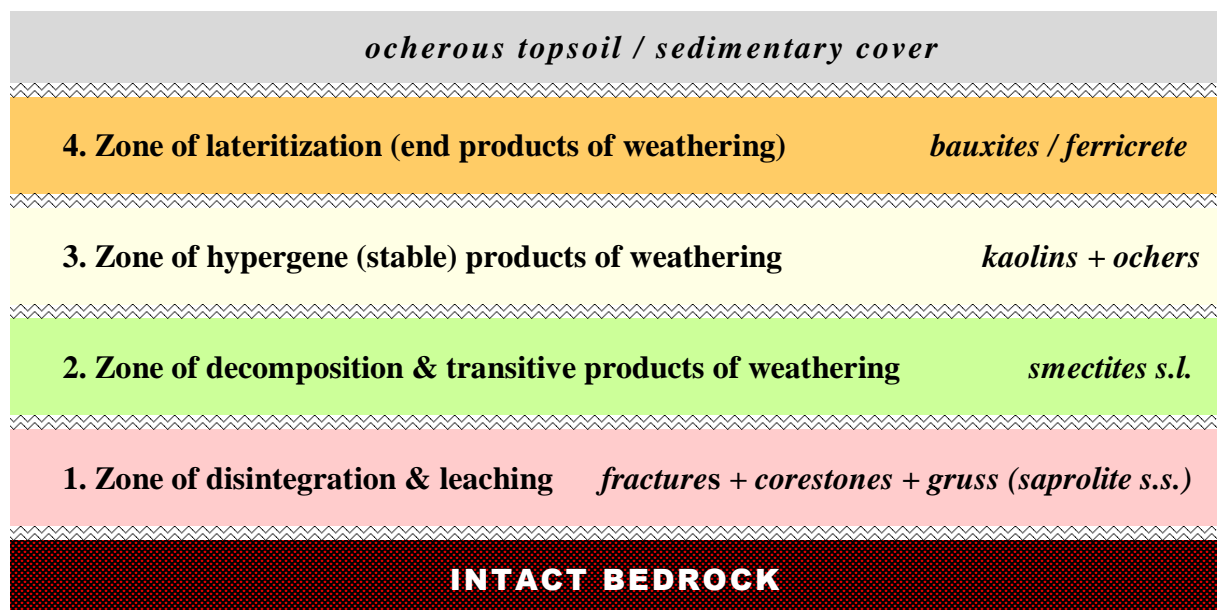 ocherous topsoil / sedimentary cover
4. Zone of lateritization (end products of weathering) bauxites / ferricrete
3. Zone of hypergene (stable) products of weathering kaolins + ochers
2. Zone of decomposition & transitive products of weathering smectites s.l.
1. Zone of disintegration & leaching fractures + corestones + gruss (saprolite s.s.)
INTACT BEDROCK